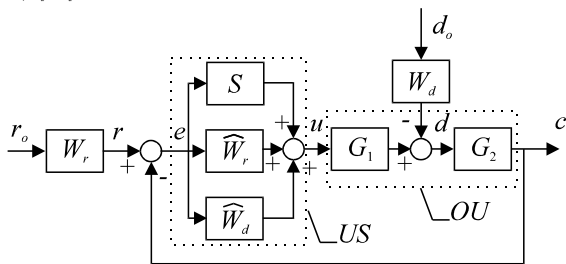 d_o
S
W_d
r_o
W_r
r
+
-
e
Ŵ_r
Ŵ_d
+
+
+
u
G_1
+
-
d
G_2
c
US
OU